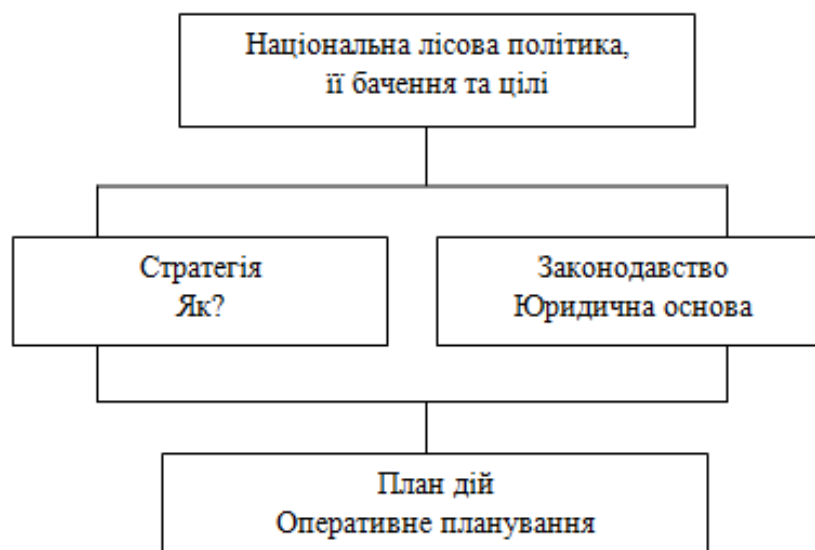 Національна лісова політика,
її бачення та цілі
Стратегія
Як?
Законодавство
Юридична основа
План дій
Оперативне планування